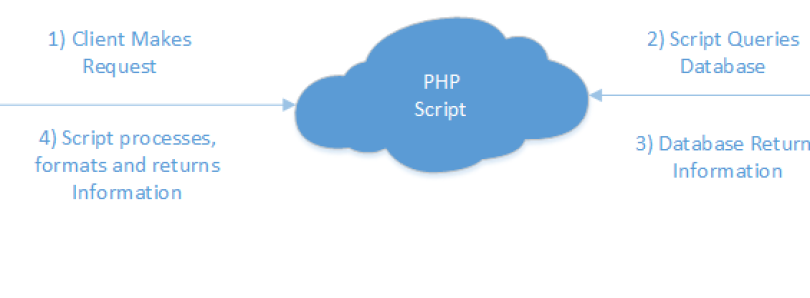 1) Client Makes
Request
4) Script processes,
formats and returns
Information
PHP
Script
2) Script Queries
Database
3) Database Return
Information